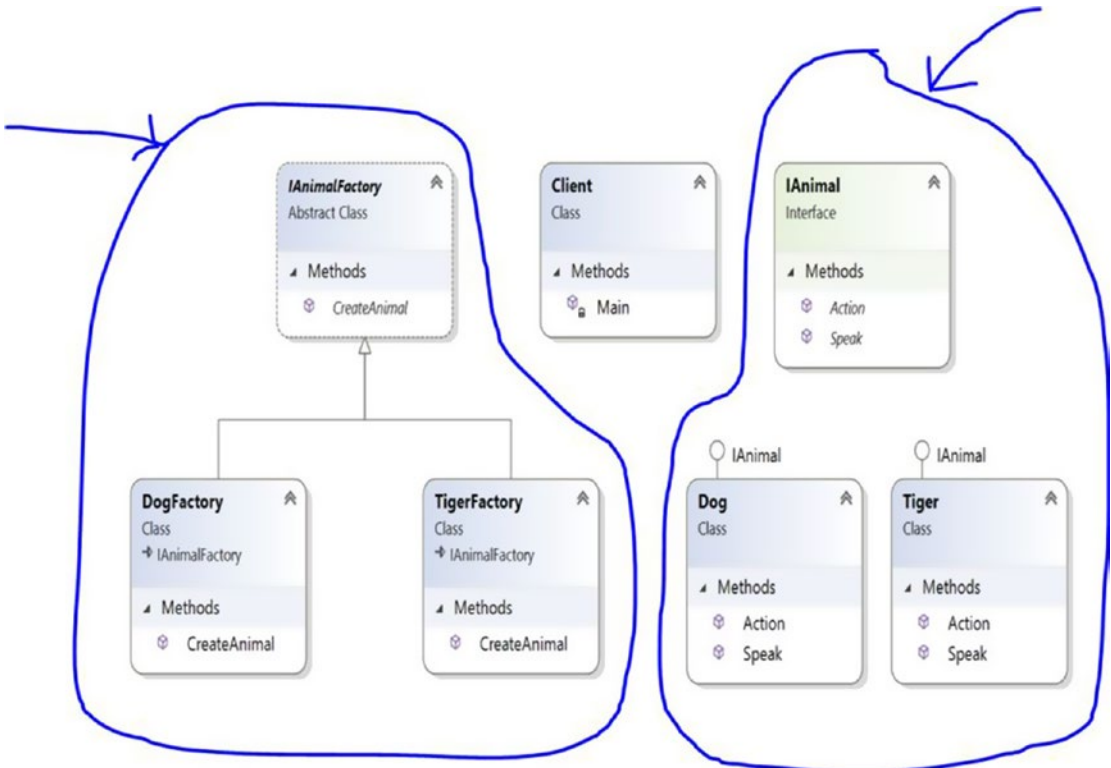 IAnimalFactory
Abstract Class
Methods
CreateAnimal
Client
Class
Methods
Main
IAnimal
Interface
Methods
Action
Speak
DogFactory
Class
IAnimalFactory
Methods
CreateAnimal
TigerFactory
Class
IAnimalFactory
Methods
CreateAnimal
IAnimal
Dog
Class
Methods
Action
Speak
IAnimal
Tiger
Class
Methods
Action
Speak